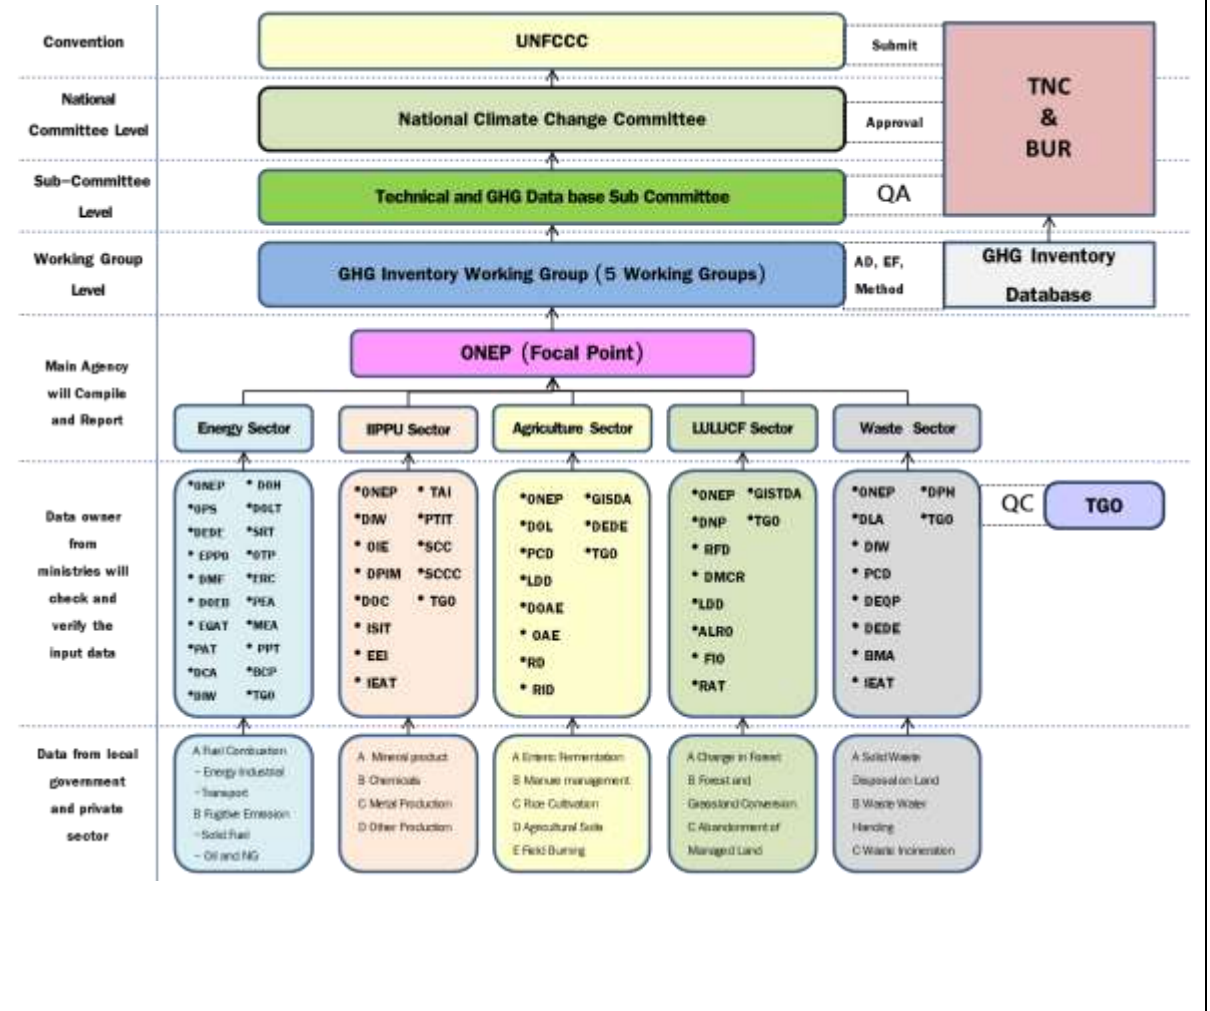 Convention
UNFCCC
Submit
TNC
&
BUR
National
Committee Level
National Climate Change Committee
Approval
Sub-Committee
Level
Technical and GHG Data base Sub Committee
QA
Working Group
Level
GHG Inventory Working Group (5 Working Groups)
AD, EF,
Method
GHG Inventory
Database
Main Agency
will Compile
and Report
ONEP (Focal Point)
Energy Sector
IIPPU Sector
Agriculture Sector
LULUCF Sector
Waste Sector
Data owner
from
ministries will
check and
verify the
input data
*ONEP * DOH
*OPS *DOLT
*DEDE *SRT
* EPPO *OTP
* DMF *ERC
* DOEB *PEA
* EGAT *MEA
*PAT * PPT
*DCA *BCP
*DIW *TGO
*ONEP * TAI
*DIW *PTIT
* OIE *SCC
* DPIM *SCCC
*DOC * TGO
* ISIT
* EEI
* IEAT
*ONEP *GISDA
*DOL *DEDE
*PCD *TGO
*LDD
*DOAE
* OAE
*RD
* RID
*ONEP *GISTDA
*DNP *TGO
* RFD
* DMCR
*LDD
*ALRO
* FIO
*RAT
*ONEP *DPH
*DLA *TGO
* DIW
* PCD
* DEQP
* DEDE
* BMA
* IEAT
QC
TGO
Data from local
government
and private
sector
A Fuel Combustion
- Energy Industrial
- Transport
B Fugitive Emission
- Solid Fuel
- Oil and NG
A Mineral product
B Chemicals
C Metal Production
D Other Production
A Enteric Fermentation
B Manure management
C Rice Cultivation
D Agricultural Soils
E Field Burning
A Change in Forest
B Forest and
Grassland Conversion
C Abandonment of
Managed Land
A Solid Waste
Disposal on Land
B Waste Water
Handing
C Waste Incineration